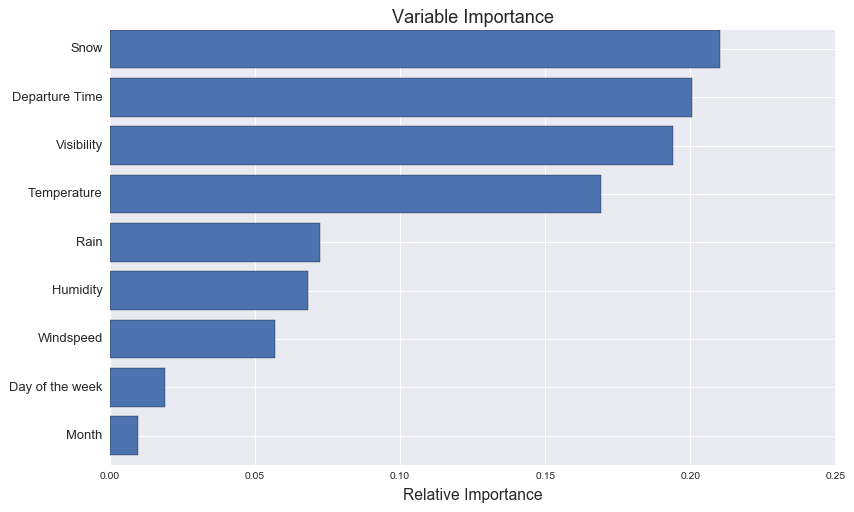 Variable Importance
Snow
Departure Time
Visibility
Temperature
Rain
Humidity
Windspeed
Day of the week
Month
0.00 0.05 0.10 0.15 0.20 0.25
Relative Importance